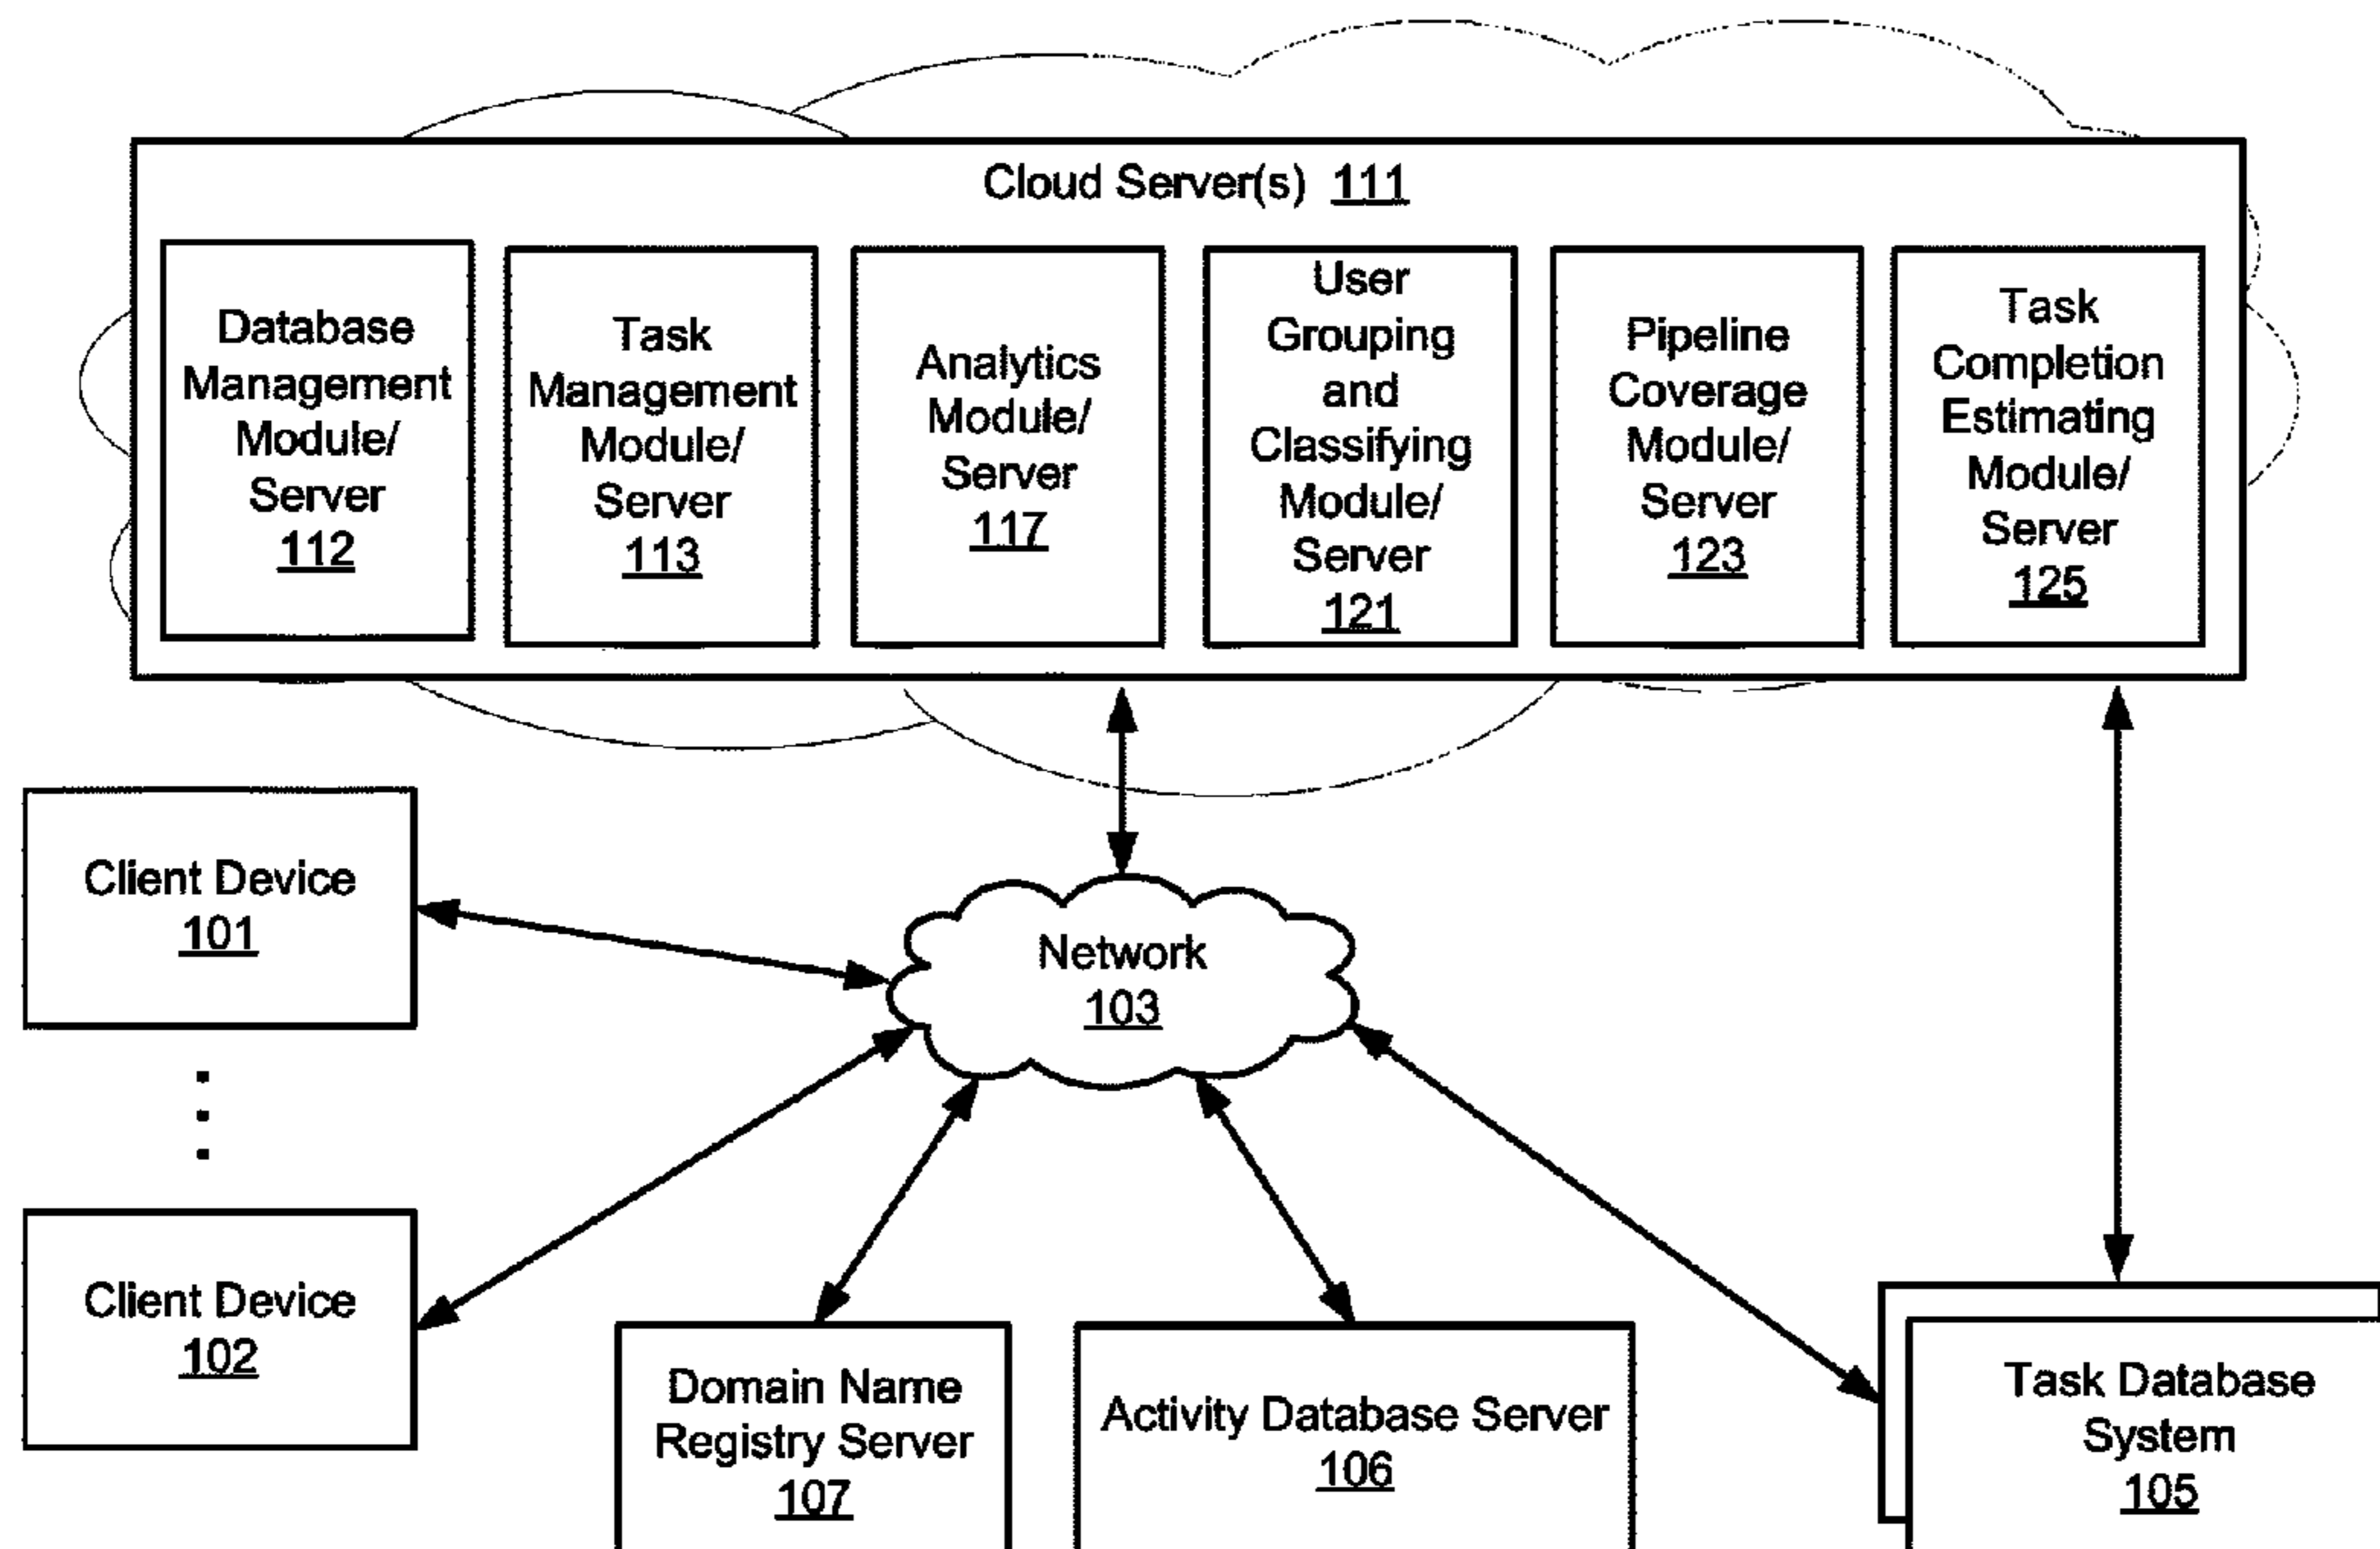 Cloud Server(s) 111
Database
Management
Module/
Server
112
Task
Management
Module/
Server
113
Analytics
Module/
Server
117
User
Grouping
and
Classifying
Module/
Server
121
Pipeline
Coverage
Module/
Server
123
Task
Completion
Estimating
Module/
Server
125
Client Device
101
Network
103
Client Device
102
Domain Name
Registry Server
107
Activity Database Server
106
Task Database
System
105